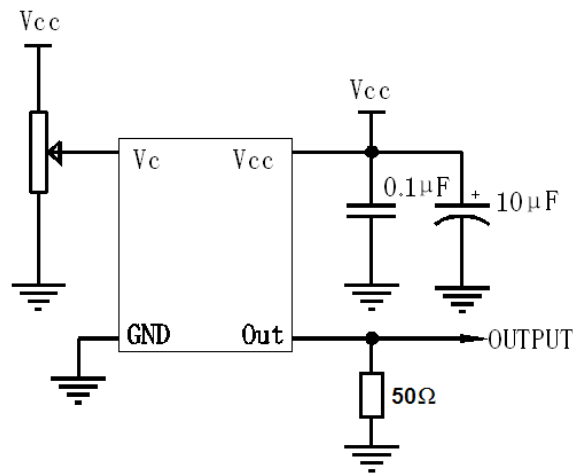 Vcc
Vcc
Vc
Vcc
0.1μF
+
10μF
GND
Out
OUTPUT
50Ω